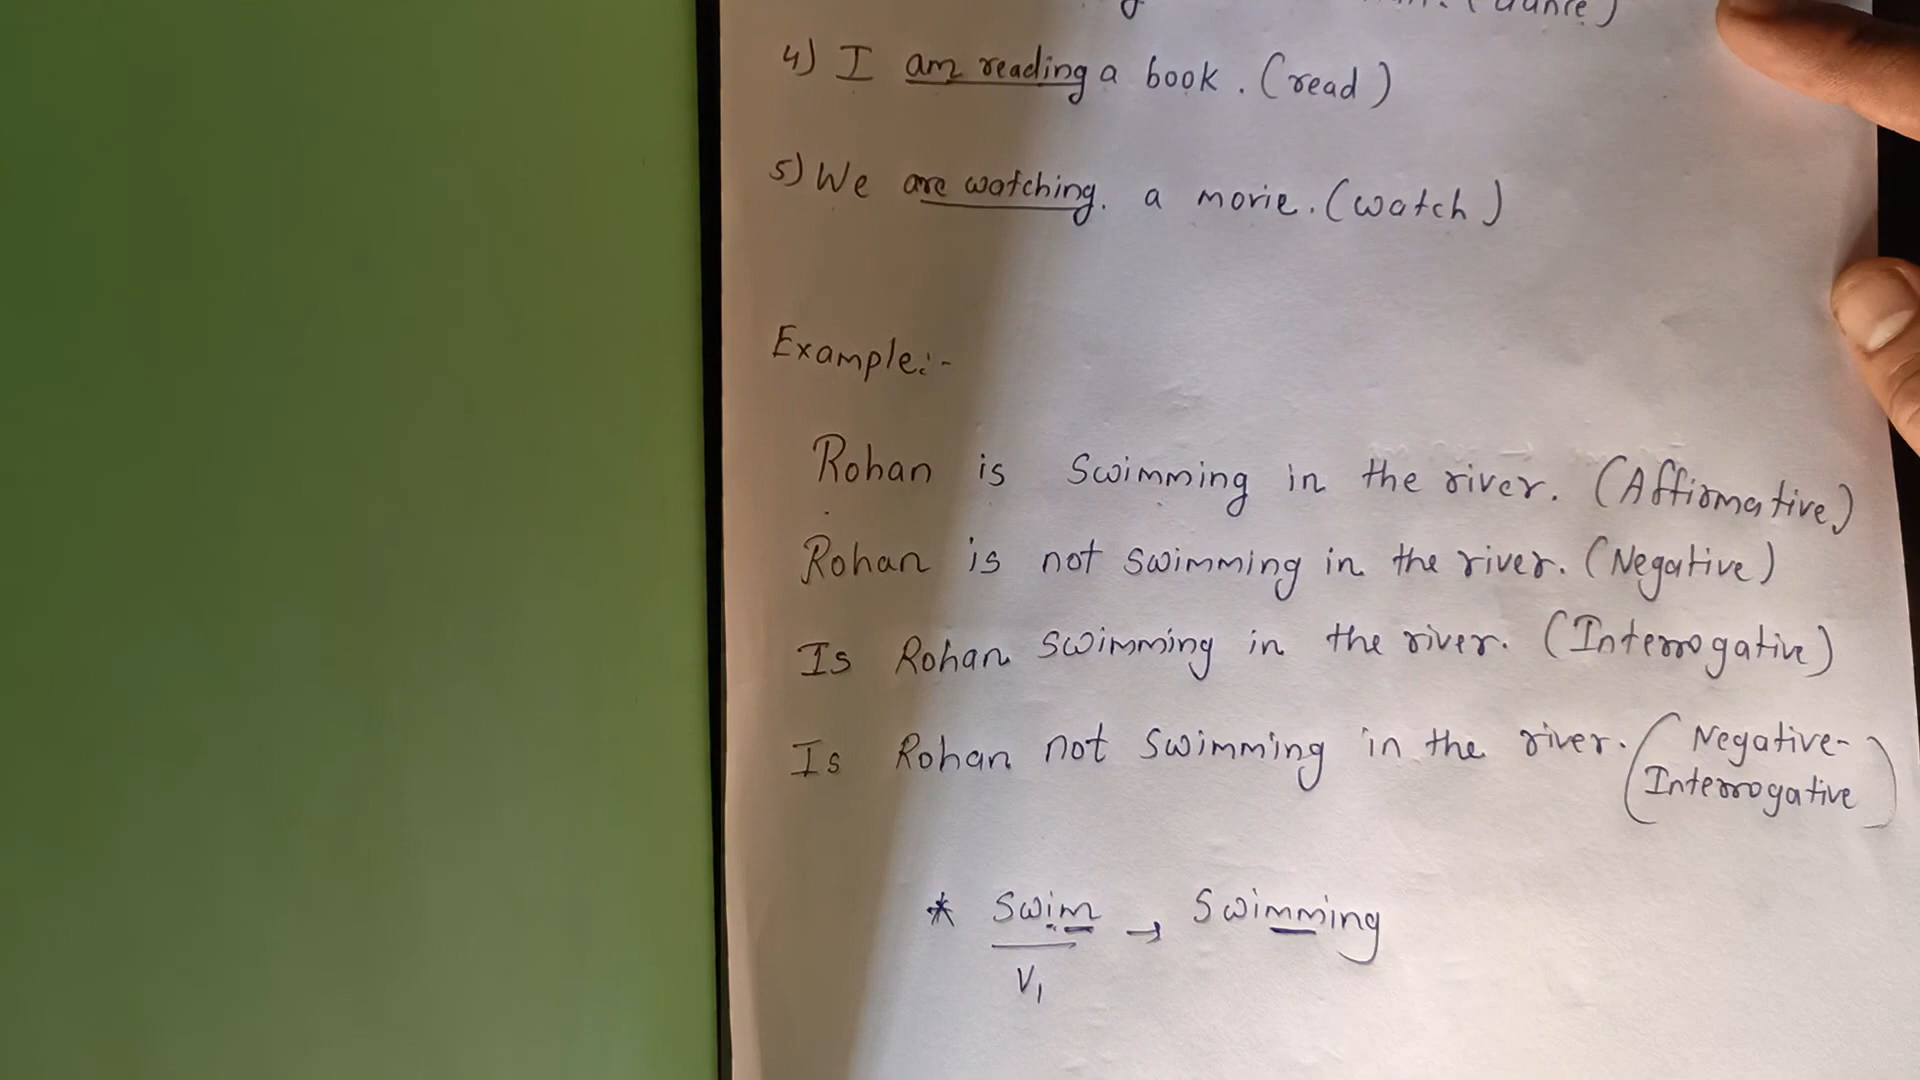 (dance)
4) I am reading a book. (read)
5) We are watching. a movie. (watch)
Example:-
Rohan is Swimming in the river. (Affirmative)
Rohan is not swimming in the river. (Negative)
Is Rohan swimming in the river. (Interrogative)
Is Rohan not swimming in the river. (Negative-
Interrogative)
* Swim → Swimming
V1